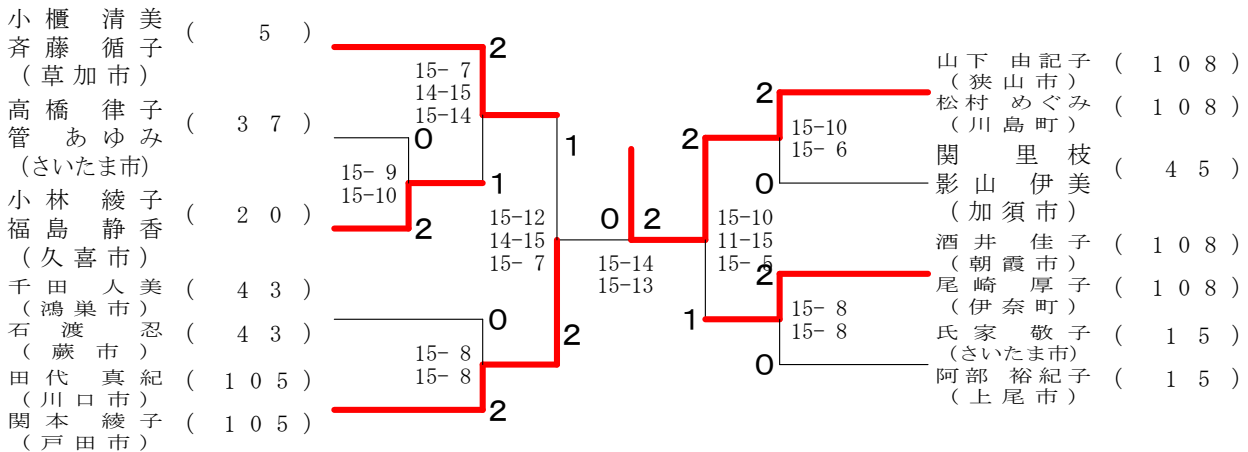 小櫃 清美
斉藤 循子
(草加市)
( 5 )
高橋 律子
管 あゆみ
(さいたま市)
( 37 )
小林 綾子
福島 静香
(久喜市)
( 20 )
千田 人美
(鴻巣市)
( 43 )
石渡 忍
(蕨市)
( 43 )
田代 真紀
(川口市)
( 105 )
関本 綾子
(戸田市)
( 105 )
2
15- 7
14-15
15-14
0
15- 9
15-10
1
2
1
15-12
14-15
15- 7
0
15- 8
15- 8
2
2
0
2
15-14
15-13
2
15-10
11-15
15- 5
1
2
15-10
15- 6
0
2
15- 8
15- 8
0
山下 由記子
(狭山市)
( 108 )
松村 めぐみ
(川島町)
( 108 )
関 里枝
影山 伊美
(加須市)
( 45 )
酒井 佳子
(朝霞市)
( 108 )
尾崎 厚子
(伊奈町)
( 108 )
氏家 敬子
(さいたま市)
( 15 )
阿部 裕紀子
(上尾市)
( 15 )